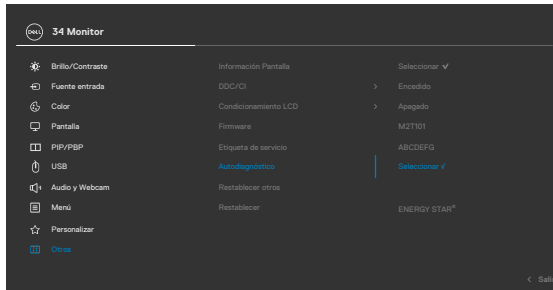 DELL 34 Monitor
Brillo/Contraste Información Pantalla Seleccionar ✓
Fuente entrada DDC/CI > Encedido
Color Condicionamiento LCD > Apagado
Pantalla Firmware M2T101
PIP/PBP Etiqueta de servicio ABCDEFG
USB Autodiagnóstico Seleccionar √
Audio y Webcam Restablecer otros
Menú Restablecer ENERGY STAR®
Personalizar
Otros